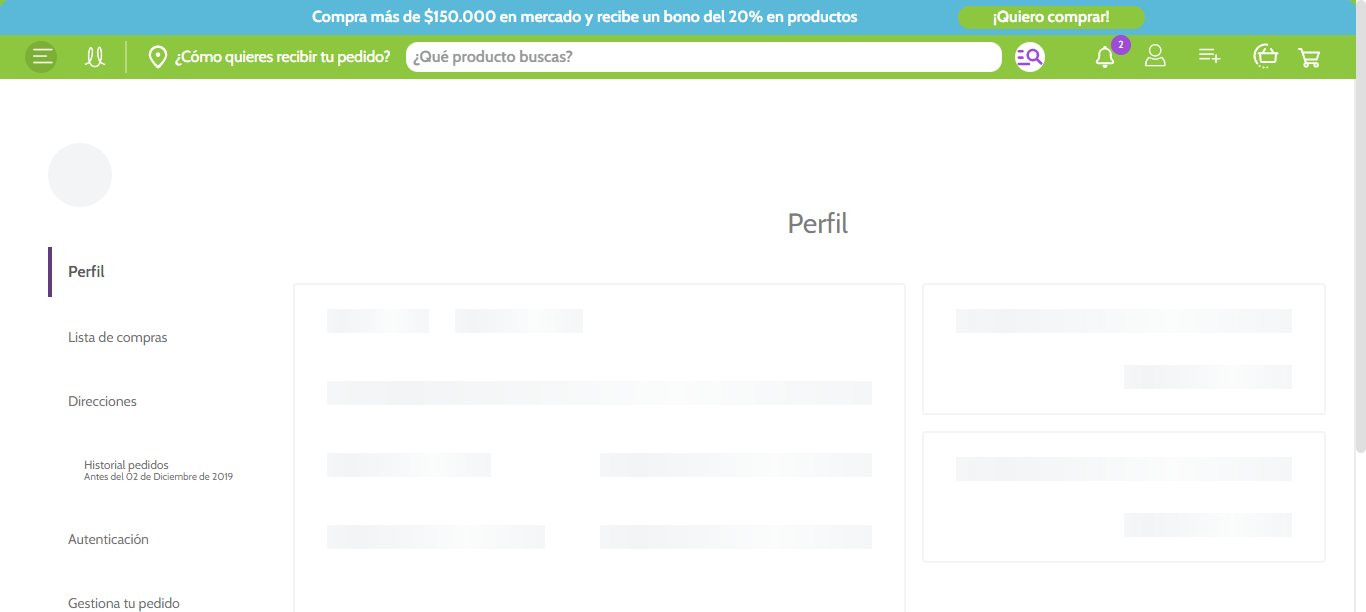 Compra más de $150.000 en mercado y recibe un bono del 20% en productos
¡Quiero comprar!
¿Cómo quieres recibir tu pedido?
¿Qué producto buscas?
2
Perfil
Perfil
Lista de compras
Direcciones
Historial pedidos
Antes del 02 de Diciembre de 2019
Autenticación
Gestiona tu pedido